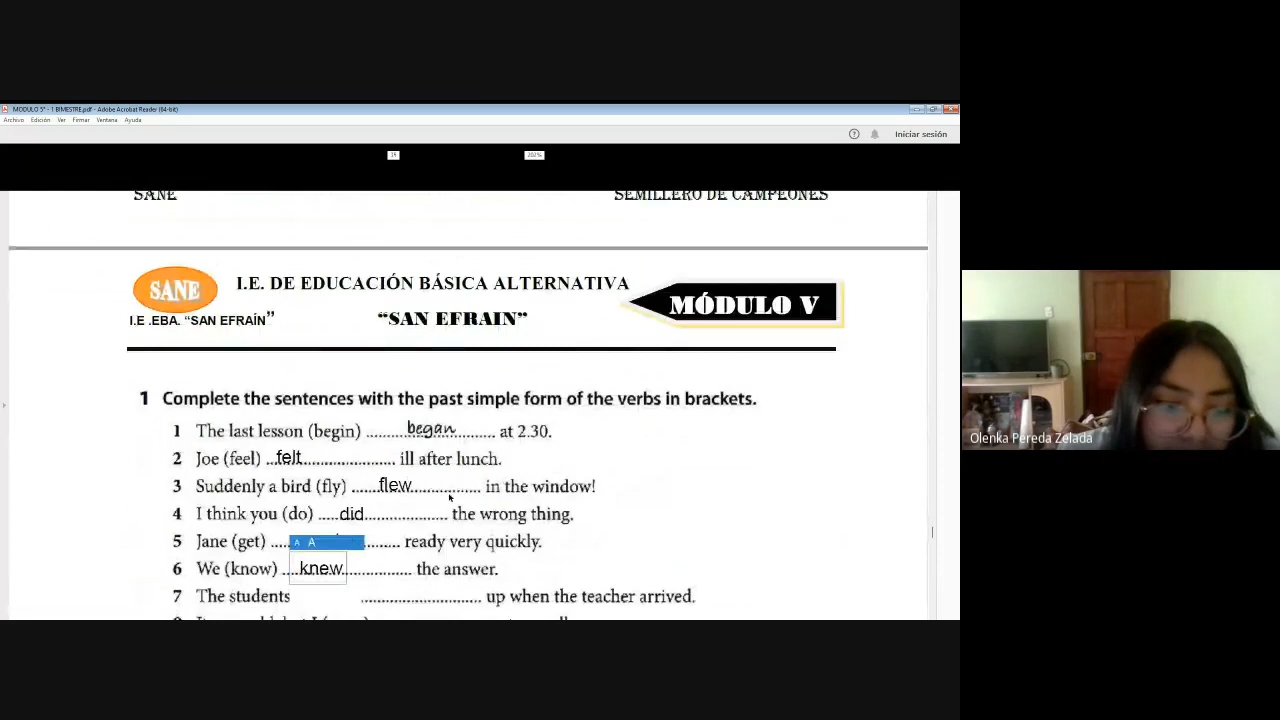 MODULO 5° - 1 BIMESTRE.pdf - Adobe Acrobat Reader (64-bit)
Archivo Edición Ver Firmar Ventana Ayuda
Iniciar sesión
202%
SANE SEMILLERO DE CAMPEONES
SANE I.E. DE EDUCACIÓN BÁSICA ALTERNATIVA
MÓDULO V
I.E .EBA. “SAN EFRAÍN” “SAN EFRAIN”
1 Complete the sentences with the past simple form of the verbs in brackets.
1 The last lesson (begin) ..........began.......... at 2.30.
2 Joe (feel) ...felt.................... ill after lunch.
3 Suddenly a bird (fly) ......flew............... in the window!
4 I think you (do) .....did................... the wrong thing.
5 Jane (get) ..... A A ......... ready very quickly.
6 We (know) ....knew................ the answer.
7 The students .............................. up when the teacher arrived.
Olenka Pereda Zelada